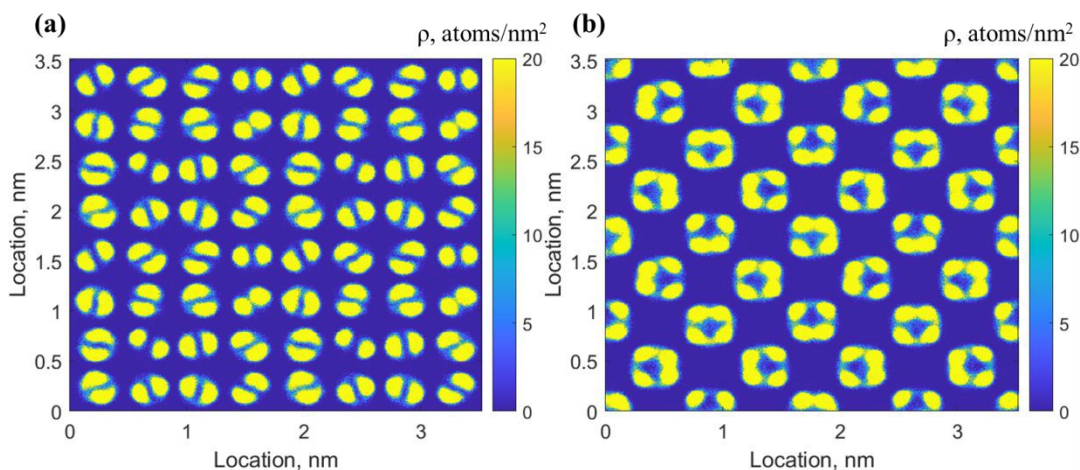 (a)
ρ, atoms/nm²
3.5
3
2.5
2
1.5
1
0.5
0
Location, nm
0 1 2 3
Location, nm
20
15
10
5
0
(b)
ρ, atoms/nm²
3.5
3
2.5
2
1.5
1
0.5
0
Location, nm
0 1 2 3
Location, nm
20
15
10
5
0